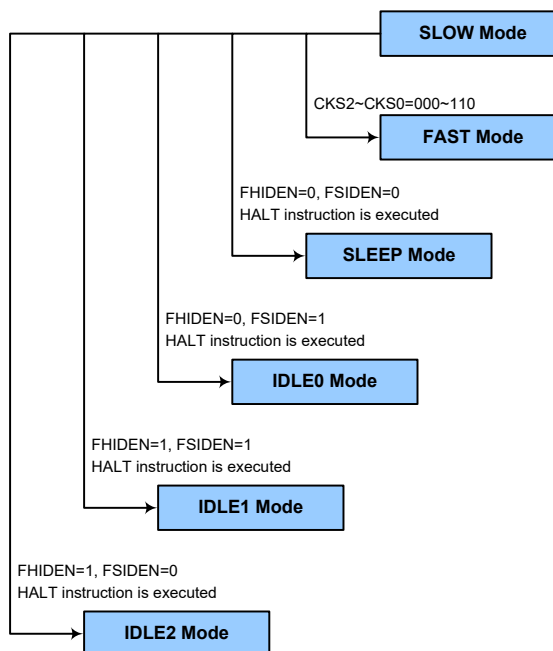 SLOW Mode
CKS2~CKS0=000~110
FAST Mode
FHIDEN=0, FSIDEN=0
HALT instruction is executed
SLEEP Mode
FHIDEN=0, FSIDEN=1
HALT instruction is executed
IDLE0 Mode
FHIDEN=1, FSIDEN=1
HALT instruction is executed
IDLE1 Mode
FHIDEN=1, FSIDEN=0
HALT instruction is executed
IDLE2 Mode